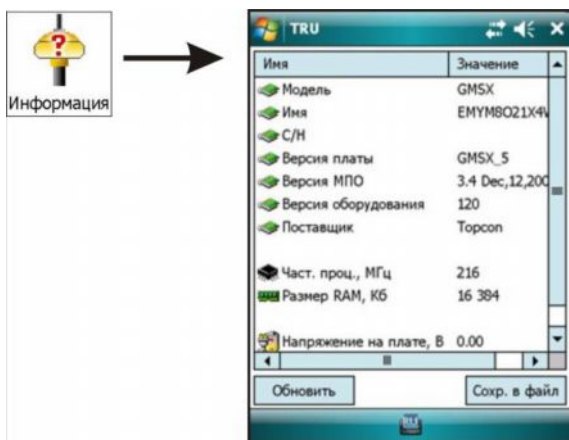 Информация
TRU
Имя Значение
Модель GMSX
Имя EMYM8O21X4
С/Н
Версия платы GMSX_5
Версия МПО 3.4 Dec,12,200
Версия оборудования 120
Поставщик Topcon
Част. проц., МГц 216
Размер RAM, Кб 16 384
Напряжение на плате, В 0.00
Обновить Сохр. в файл